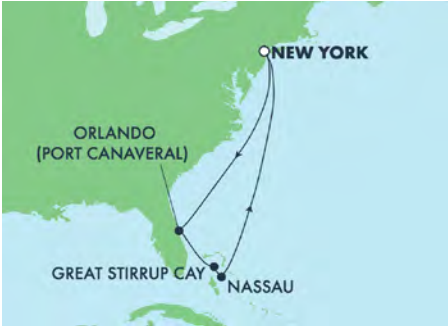 NEW YORK
ORLANDO
(PORT CANAVERAL)
GREAT STIRRUP CAY
NASSAU